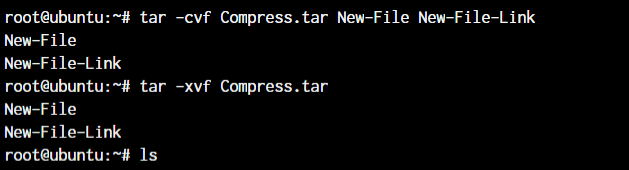 root@ubuntu:~# tar -cvf Compress.tar New-File New-File-Link
New-File
New-File-Link
root@ubuntu:~# tar -xvf Compress.tar
New-File
New-File-Link
root@ubuntu:~# ls